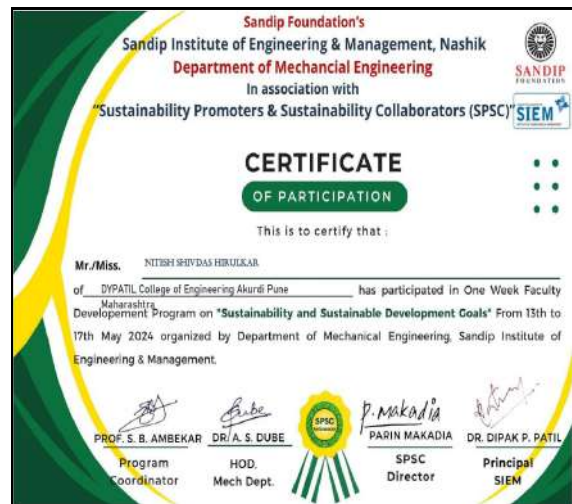 Sandip Foundation's
Sandip Institute of Engineering & Management, Nashik
Department of Mechancial Engineering
In association with
"Sustainability Promoters & Sustainability Collaborators (SPSC)"
SANDIP
FOUNDATION
SIEM
CERTIFICATE
OF PARTICIPATION
This is to certify that :
Mr./Miss. NITISH SHIVDAS HIRULKAR
of DYPATIL College of Engineering Akurdi Pune Maharashtra has participated in One Week Faculty
Developement Program on "Sustainability and Sustainable Development Goals" From 13th to
17th May 2024 organized by Department of Mechanical Engineering, Sandip Institute of
Engineering & Management.
Dube
P. Makadia
SPSC
PROF. S. B. AMBEKAR
DR. A. S. DUBE
PARIN MAKADIA
DR. DIPAK P. PATIL
Program
Coordinator
HOD,
Mech Dept.
SPSC
Director
Principal
SIEM